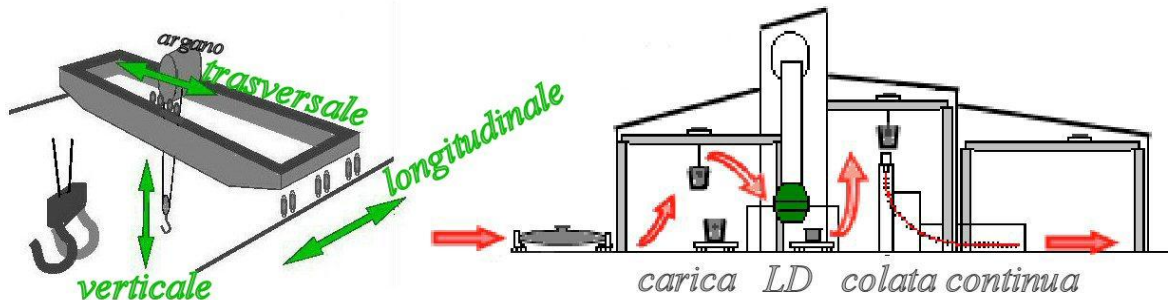 argano
trasversale
longitudinale
verticale
carica LD colata continua